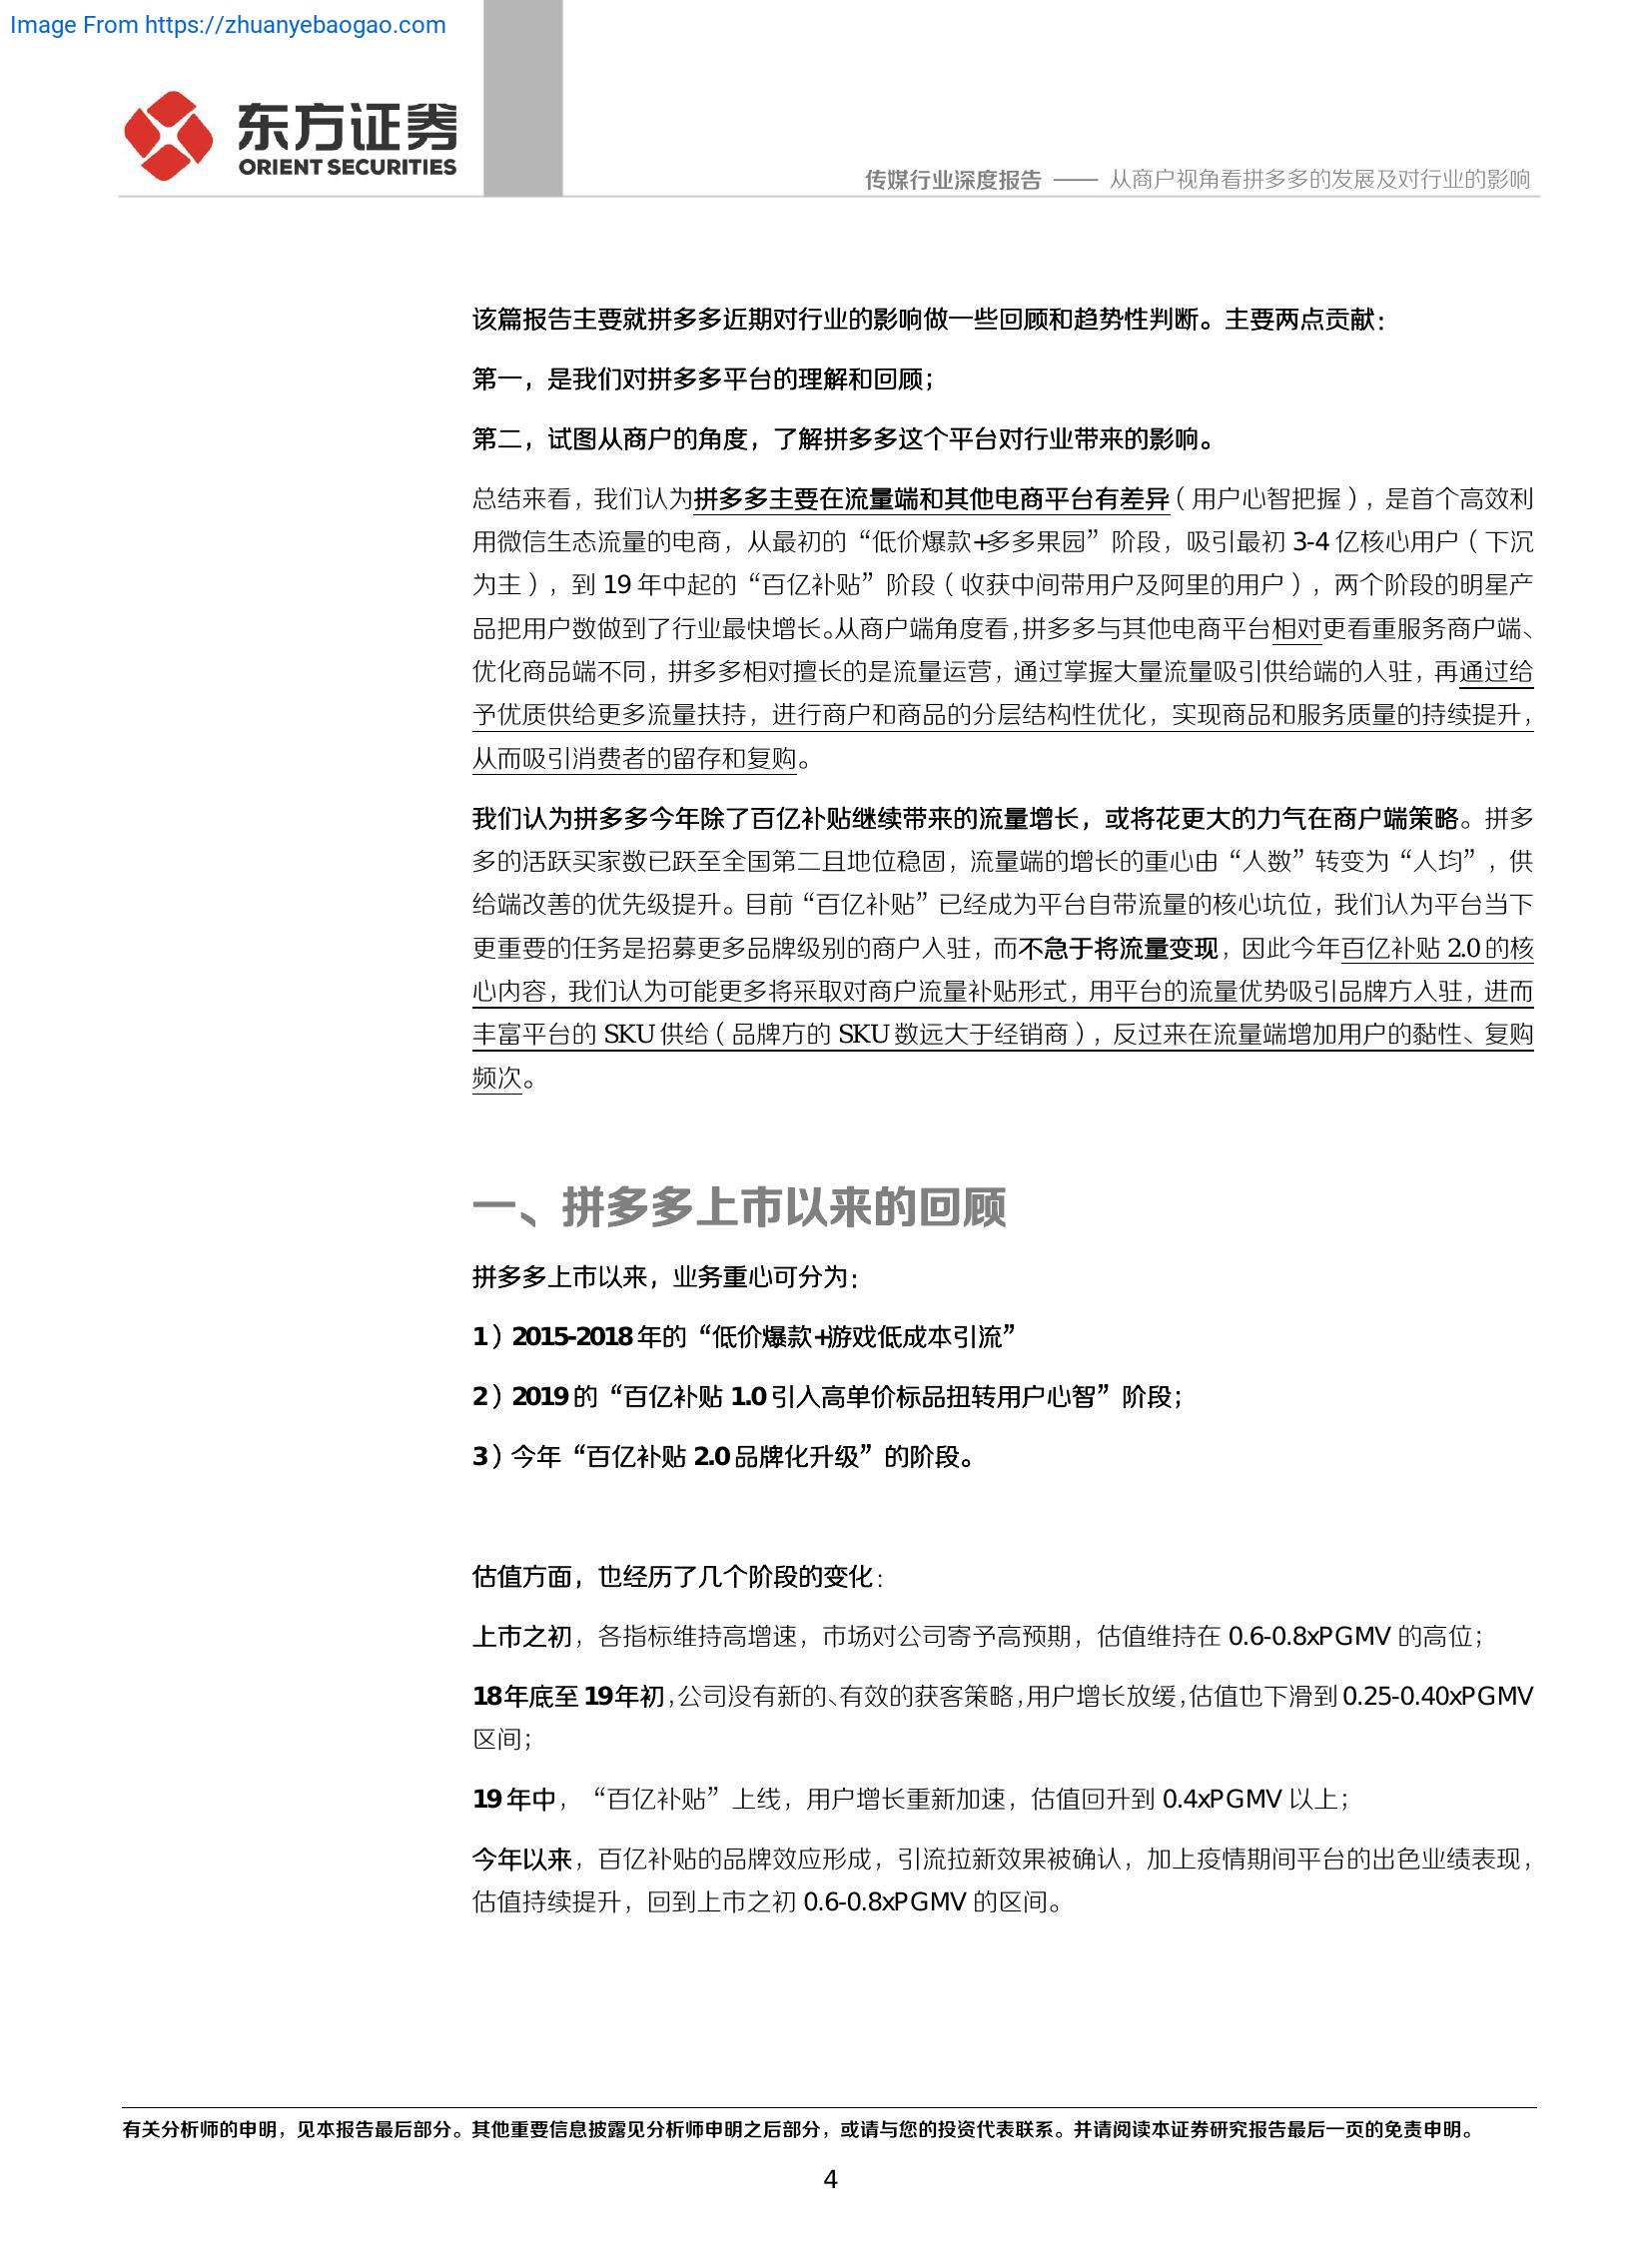 Image From https://zhuanyebaogao.com
东方证券
ORIENT SECURITIES
传媒行业深度报告 —— 从商户视角看拼多多的发展及对行业的影响
该篇报告主要就拼多多近期对行业的影响做一些回顾和趋势性判断。主要两点贡献：
第一，是我们对拼多多平台的理解和回顾；
第二，试图从商户的角度，了解拼多多这个平台对行业带来的影响。
总结来看，我们认为拼多多主要在流量端和其他电商平台有差异（用户心智把握），是首个高效利
用微信生态流量的电商，从最初的“低价爆款+多多果园”阶段，吸引最初 3-4 亿核心用户（下沉
为主），到 19 年中起的“百亿补贴”阶段（收获中间带用户及阿里的用户），两个阶段的明星产
品把用户数做到了行业最快增长。从商户端角度看，拼多多与其他电商平台相对更看重服务商户端、
优化商品端不同，拼多多相对擅长的是流量运营，通过掌握大量流量吸引供给端的入驻，再通过给
予优质供给更多流量扶持，进行商户和商品的分层结构性优化，实现商品和服务质量的持续提升，
从而吸引消费者的留存和复购。
我们认为拼多多今年除了百亿补贴继续带来的流量增长，或将花更大的力气在商户端策略。拼多
多的活跃买家数已跃至全国第二且地位稳固，流量端的增长的重心由“人数”转变为“人均”，供
给端改善的优先级提升。目前“百亿补贴”已经成为平台自带流量的核心坑位，我们认为平台当下
更重要的任务是招募更多品牌级别的商户入驻，而不急于将流量变现，因此今年百亿补贴 2.0 的核
心内容，我们认为可能更多将采取对商户流量补贴形式，用平台的流量优势吸引品牌方入驻，进而
丰富平台的 SKU 供给（品牌方的 SKU 数远大于经销商），反过来在流量端增加用户的黏性、复购
频次。
一、拼多多上市以来的回顾
拼多多上市以来，业务重心可分为：
1）2015-2018 年的“低价爆款+游戏低成本引流”
2）2019 的“百亿补贴 1.0 引入高单价标品扭转用户心智”阶段；
3）今年“百亿补贴 2.0 品牌化升级”的阶段。
估值方面，也经历了几个阶段的变化：
上市之初，各指标维持高增速，市场对公司寄予高预期，估值维持在 0.6-0.8xPGMV 的高位；
18 年底至 19 年初，公司没有新的、有效的获客策略，用户增长放缓，估值也下滑到 0.25-0.40xPGMV
区间；
19 年中，“百亿补贴”上线，用户增长重新加速，估值回升到 0.4xPGMV 以上；
今年以来，百亿补贴的品牌效应形成，引流拉新效果被确认，加上疫情期间平台的出色业绩表现，
估值持续提升，回到上市之初 0.6-0.8xPGMV 的区间。
有关分析师的申明，见本报告最后部分。其他重要信息披露见分析师申明之后部分，或请与您的投资代表联系。并请阅读本证券研究报告最后一页的免责申明。
4